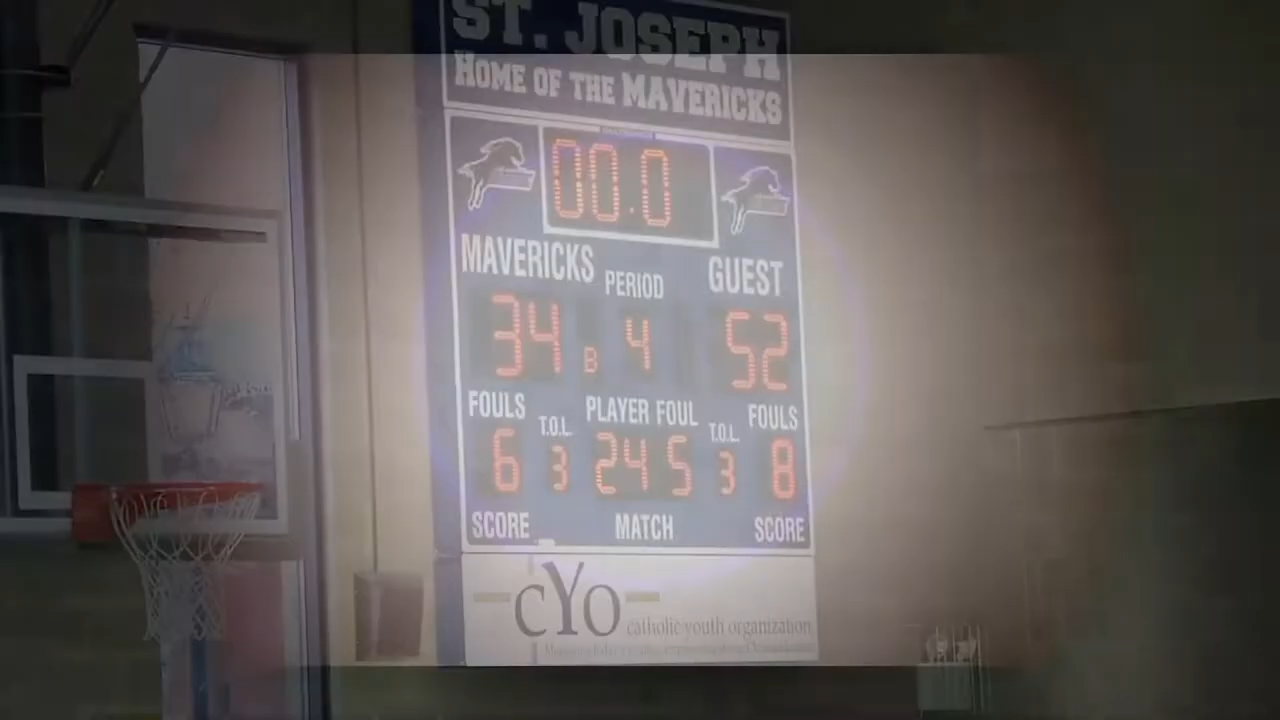 ST. JOSEPH
HOME OF THE MAVERICKS
00.0
MAVERICKS PERIOD GUEST
34 B 4 52
FOULS T.O.L. PLAYER FOUL T.O.L. FOULS
6 3 24 5 3 8
SCORE MATCH SCORE
CYO catholic youth organization